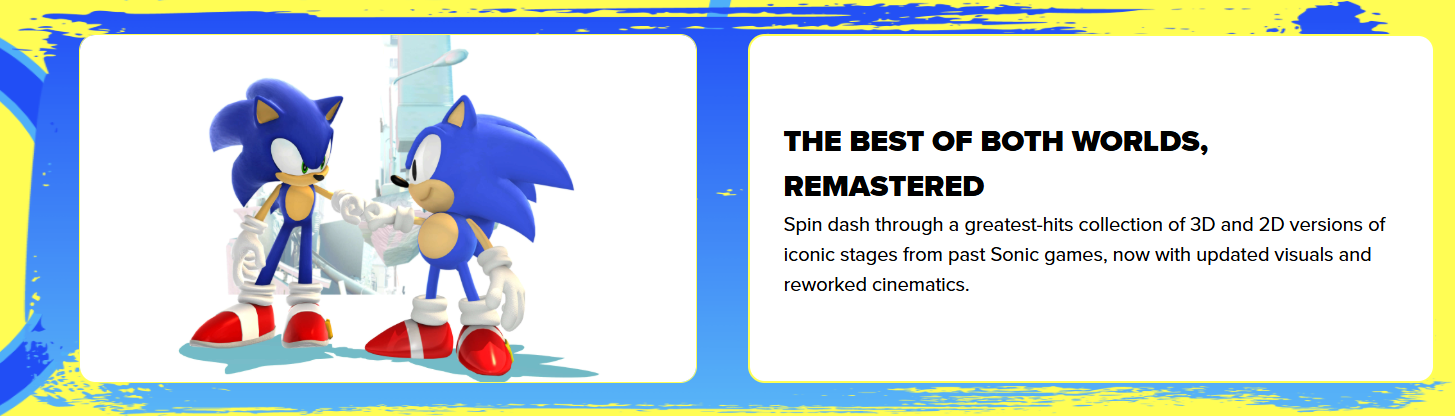 THE BEST OF BOTH WORLDS,
REMASTERED
Spin dash through a greatest-hits collection of 3D and 2D versions of
iconic stages from past Sonic games, now with updated visuals and
reworked cinematics.